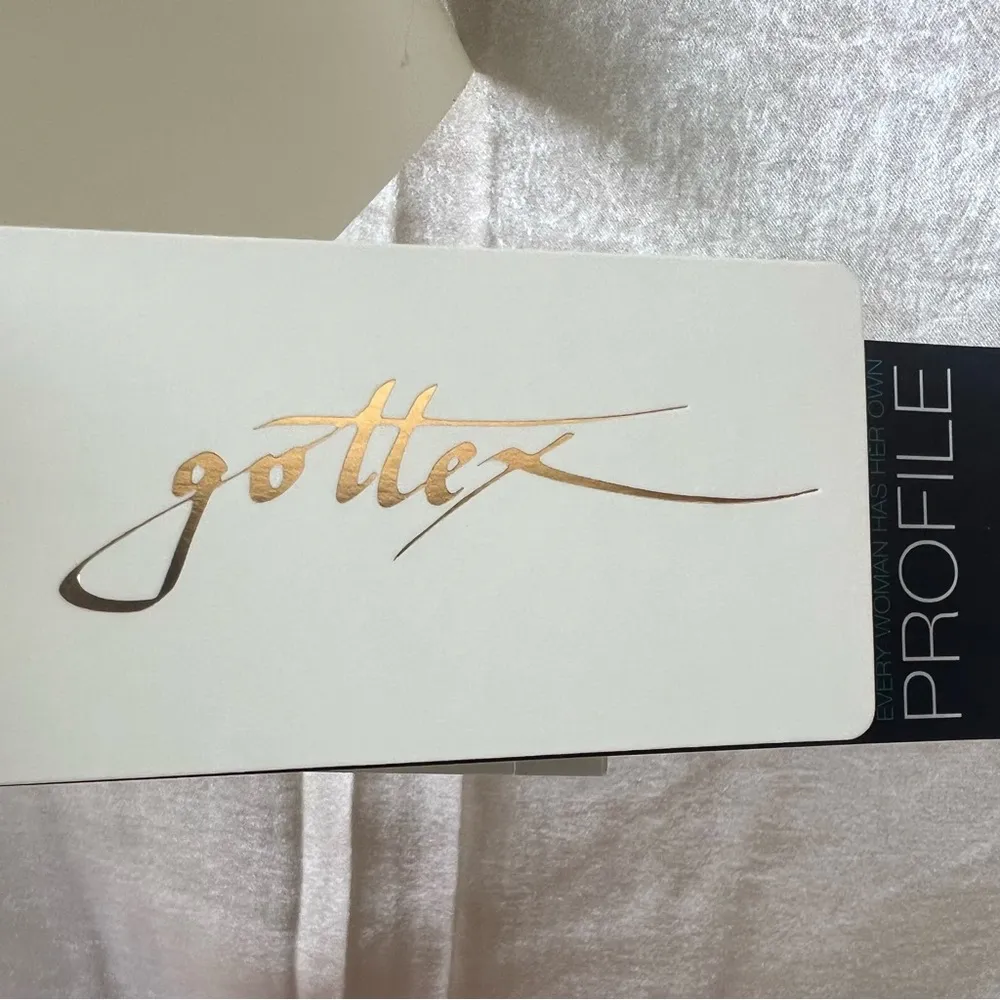 gottex
EVERY WOMAN HAS HER OWN
PROFILE